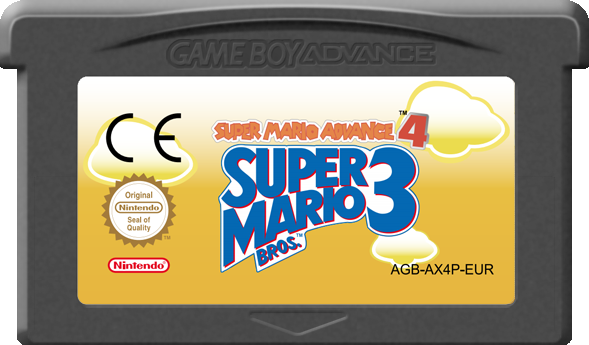 GAME BOY ADVANCE
CE
SUPER MARIO ADVANCE 4™
SUPER
MARIO 3
BROS.™
Original
Nintendo
Seal of
Quality
TM
Nintendo
AGB-AX4P-EUR